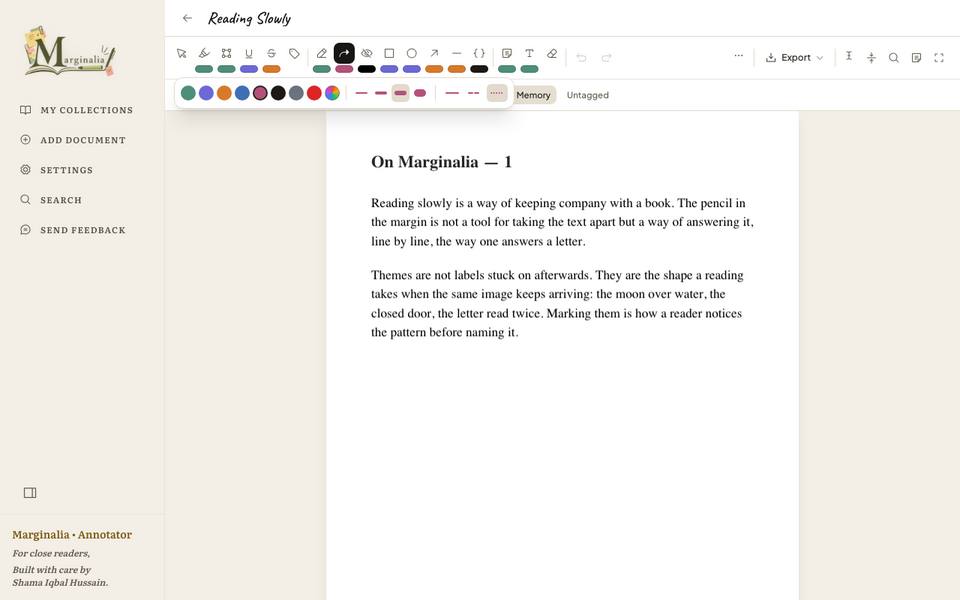 Marginalia
MY COLLECTIONS
ADD DOCUMENT
SETTINGS
SEARCH
SEND FEEDBACK
Marginalia • Annotator
For close readers,
Built with care by
Shama Iqbal Hussain.
Reading Slowly
Export
Memory
Untagged
On Marginalia — 1
Reading slowly is a way of keeping company with a book. The pencil in
the margin is not a tool for taking the text apart but a way of answering it,
line by line, the way one answers a letter.
Themes are not labels stuck on afterwards. They are the shape a reading
takes when the same image keeps arriving: the moon over water, the
closed door, the letter read twice. Marking them is how a reader notices
the pattern before naming it.